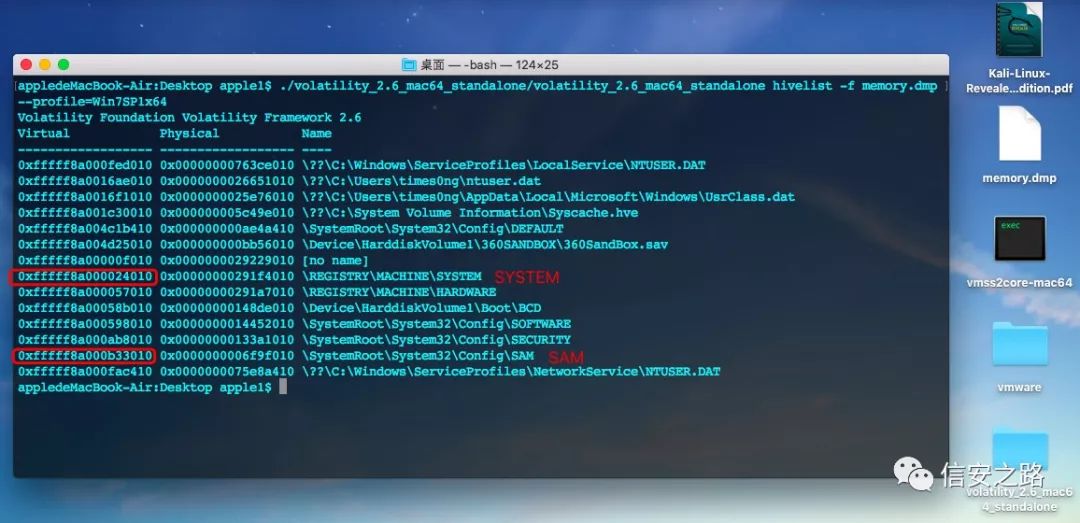 桌面 — -bash — 124×25
appledeMacBook-Air:Desktop apple1$ ./volatility_2.6_mac64_standalone/volatility_2.6_mac64_standalone hivelist -f memory.dmp
--profile=Win7SP1x64
Volatility Foundation Volatility Framework 2.6
Virtual Physical Name
------------------ ------------------ ----
0xfffff8a000fed010 0x00000000763ce010 \??\C:\Windows\ServiceProfiles\LocalService\NTUSER.DAT
0xfffff8a0016ae010 0x0000000026651010 \??\C:\Users\times0ng\ntuser.dat
0xfffff8a0016f1010 0x0000000025e76010 \??\C:\Users\times0ng\AppData\Local\Microsoft\Windows\UsrClass.dat
0xfffff8a001c30010 0x000000005c49e010 \??\C:\System Volume Information\Syscache.hve
0xfffff8a004c1b410 0x000000000ae4a410 \SystemRoot\System32\Config\DEFAULT
0xfffff8a004d25010 0x000000000bb56010 \Device\HarddiskVolume1\360SANDBOX\360SandBox.sav
0xfffff8a00000f010 0x0000000029229010 [no name]
0xfffff8a000024010 0x00000000291f4010 \REGISTRY\MACHINE\SYSTEM SYSTEM
0xfffff8a000057010 0x00000000291a7010 \REGISTRY\MACHINE\HARDWARE
0xfffff8a00058b010 0x00000000148de010 \Device\HarddiskVolume1\Boot\BCD
0xfffff8a000598010 0x0000000014452010 \SystemRoot\System32\Config\SOFTWARE
0xfffff8a000ab8010 0x00000000133a1010 \SystemRoot\System32\Config\SECURITY
0xfffff8a000b33010 0x0000000006f9f010 \SystemRoot\System32\Config\SAM SAM
0xfffff8a000fac410 0x0000000075e8a410 \??\C:\Windows\ServiceProfiles\NetworkService\NTUSER.DAT
appledeMacBook-Air:Desktop apple1$
Kali-Linux-
Reveale...dition.pdf
memory.dmp
exec
vmss2core-mac64
vmware
信安之路
volatility_2.6_mac6
4_standalone